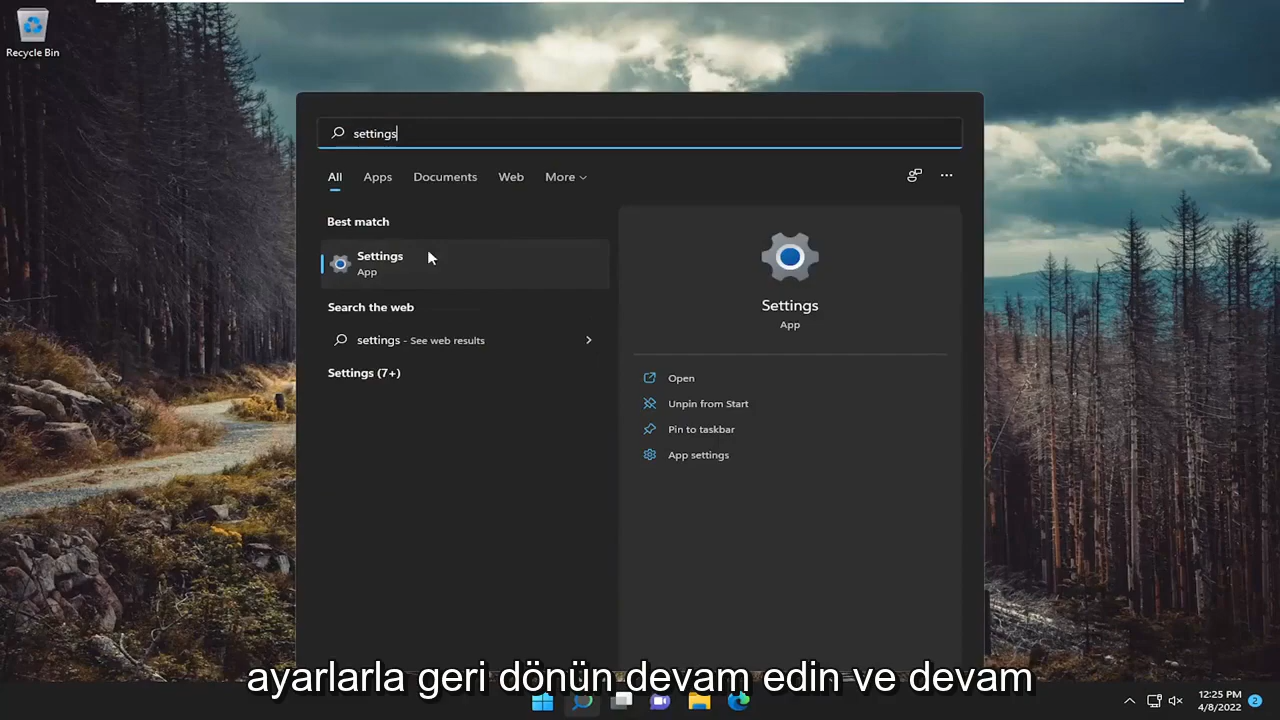 Recycle Bin
settings
All Apps Documents Web More
Best match
Settings
App
Search the web
settings - See web results
Settings (7+)
Settings
App
Open
Unpin from Start
Pin to taskbar
App settings
ayarlarla geri dönün devam edin ve devam
12:25 PM
4/8/2022
2